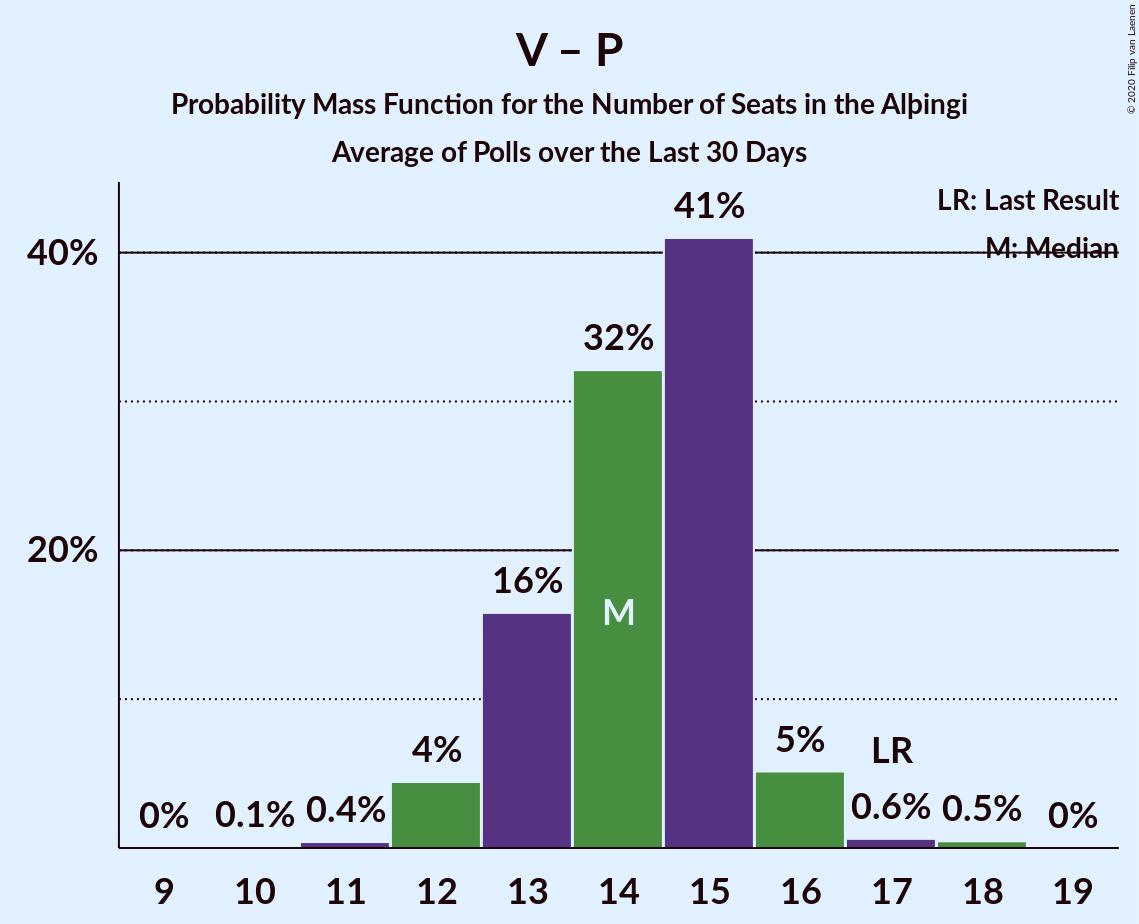 V – P
Probability Mass Function for the Number of Seats in the Alþingi
Average of Polls over the Last 30 Days
© 2020 Filip van Laenen
LR: Last Result
M: Median
40%
20%
0%
0.1%
0.4%
4%
16%
32%
M
41%
5%
LR
0.6%
0.5%
0%
9 10 11 12 13 14 15 16 17 18 19